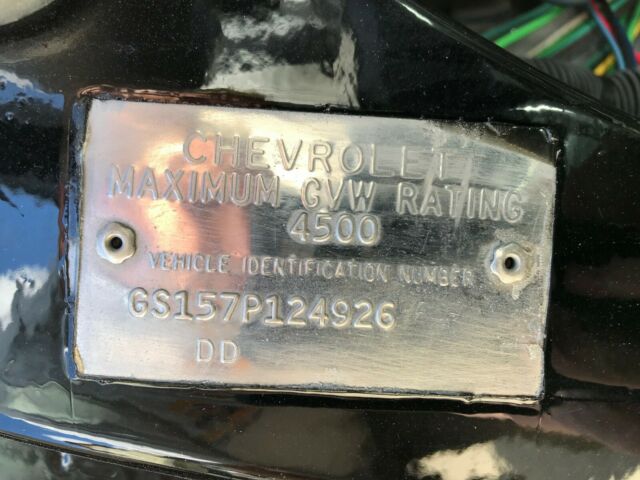 CHEVROLET
MAXIMUM GVW RATING
4500
VEHICLE IDENTIFICATION NUMBER
GS157P124926
DD